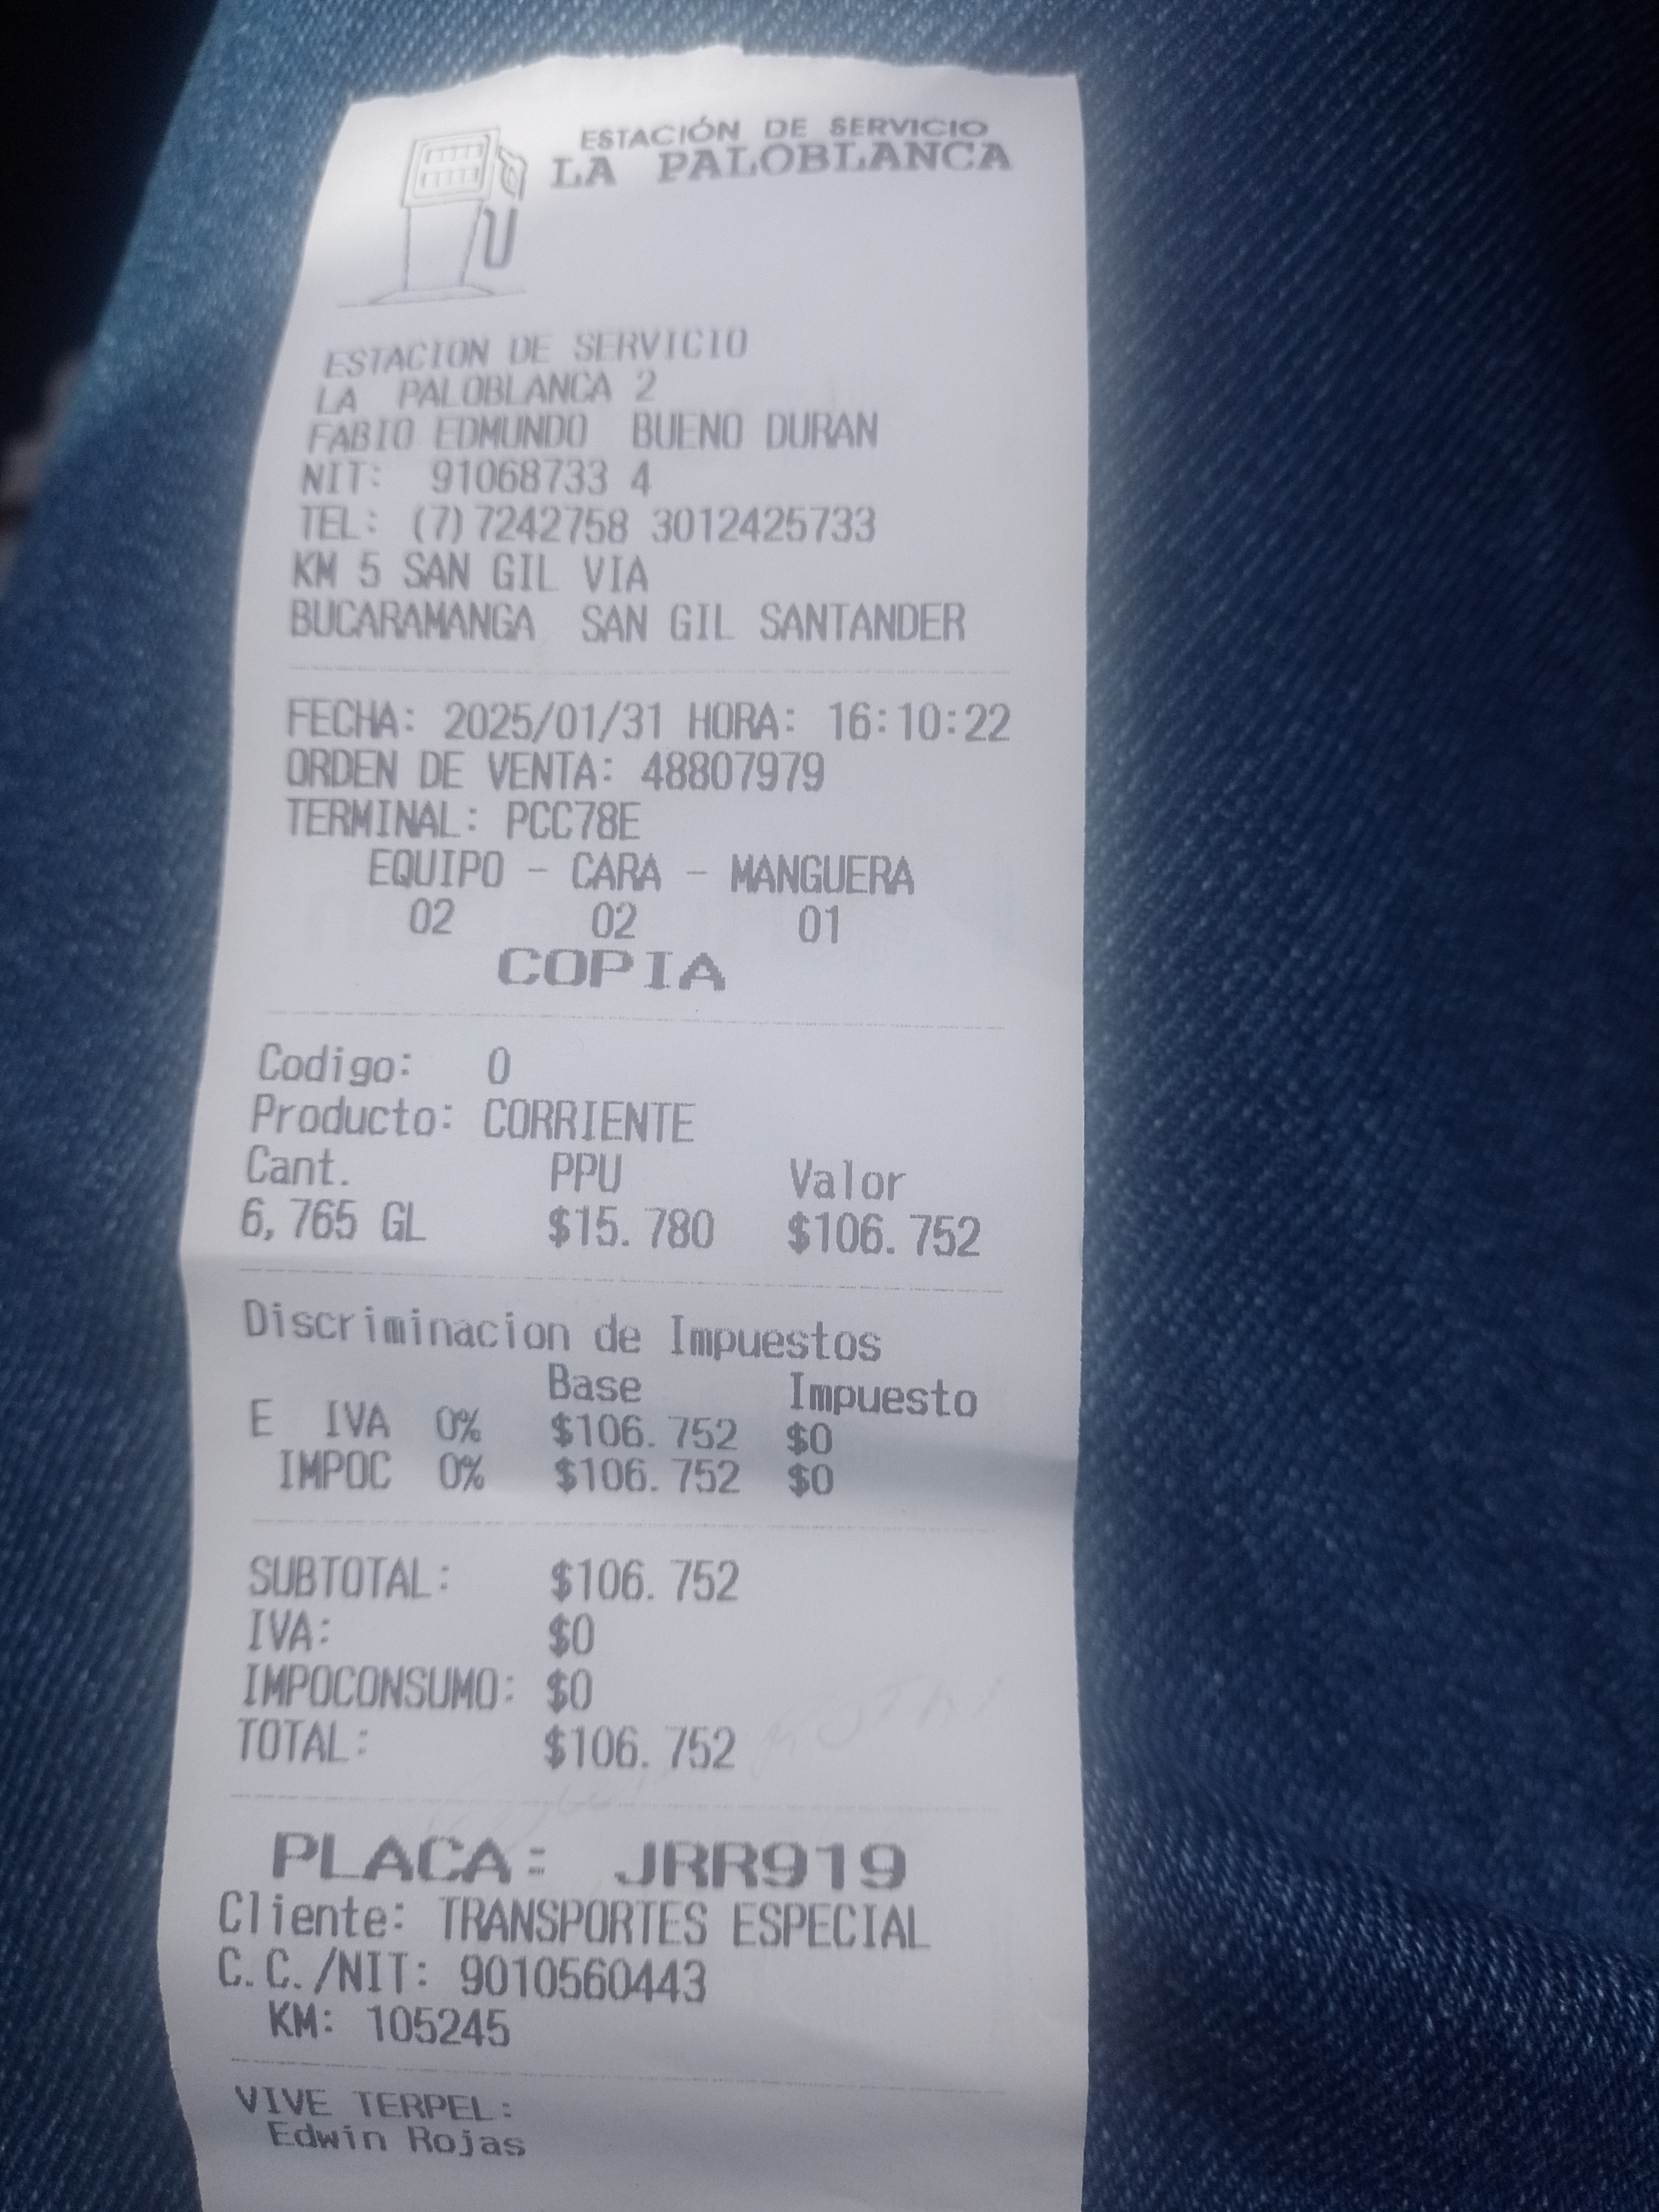 ESTACIÓN DE SERVICIO
LA PALOBLANCA
ESTACION DE SERVICIO
LA PALOBLANCA 2
FABIO EDMUNDO BUENO DURAN
NIT: 91068733 4
TEL: (7)7242758 3012425733
KM 5 SAN GIL VIA
BUCARAMANGA SAN GIL SANTANDER
FECHA: 2025/01/31 HORA: 16:10:22
ORDEN DE VENTA: 48807979
TERMINAL: PCC78E
EQUIPO - CARA - MANGUERA
02 02 01
COPIA
Codigo: 0
Producto: CORRIENTE
Cant. PPU Valor
6,765 GL $15.780 $106.752
Discriminacion de Impuestos
Base Impuesto
E IVA 0% $106.752 $0
IMPOC 0% $106.752 $0
SUBTOTAL: $106.752
IVA: $0
IMPOCONSUMO: $0
TOTAL: $106.752
PLACA: JRR919
Cliente: TRANSPORTES ESPECIAL
C.C./NIT: 9010560443
KM: 105245
VIVE TERPEL:
Edwin Rojas